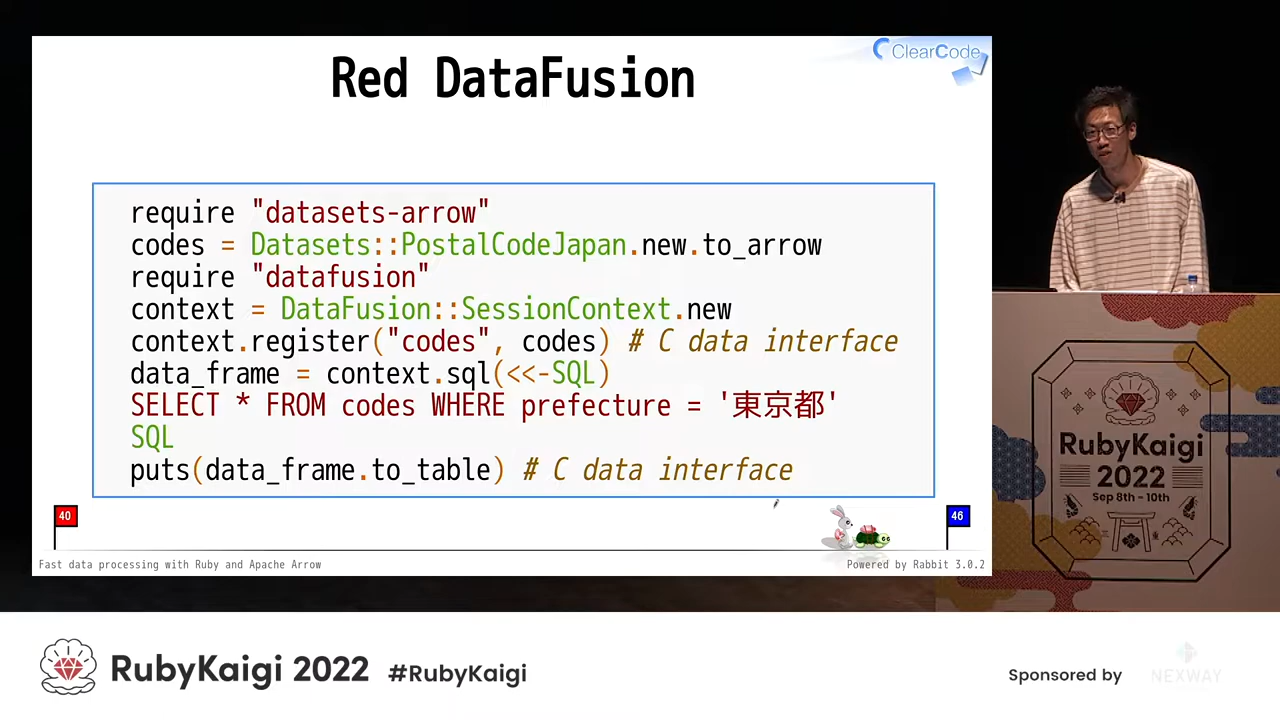 Red DataFusion
ClearCode
require "datasets-arrow"
codes = Datasets::PostalCodeJapan.new.to_arrow
require "datafusion"
context = DataFusion::SessionContext.new
context.register("codes", codes) # C data interface
data_frame = context.sql(<<-SQL)
SELECT * FROM codes WHERE prefecture = '東京都'
SQL
puts(data_frame.to_table) # C data interface
40
46
Fast data processing with Ruby and Apache Arrow
Powered by Rabbit 3.0.2
RubyKaigi
2022
Sep 8th - 10th
RubyKaigi 2022 #RubyKaigi
Sponsored by
NEXWAY